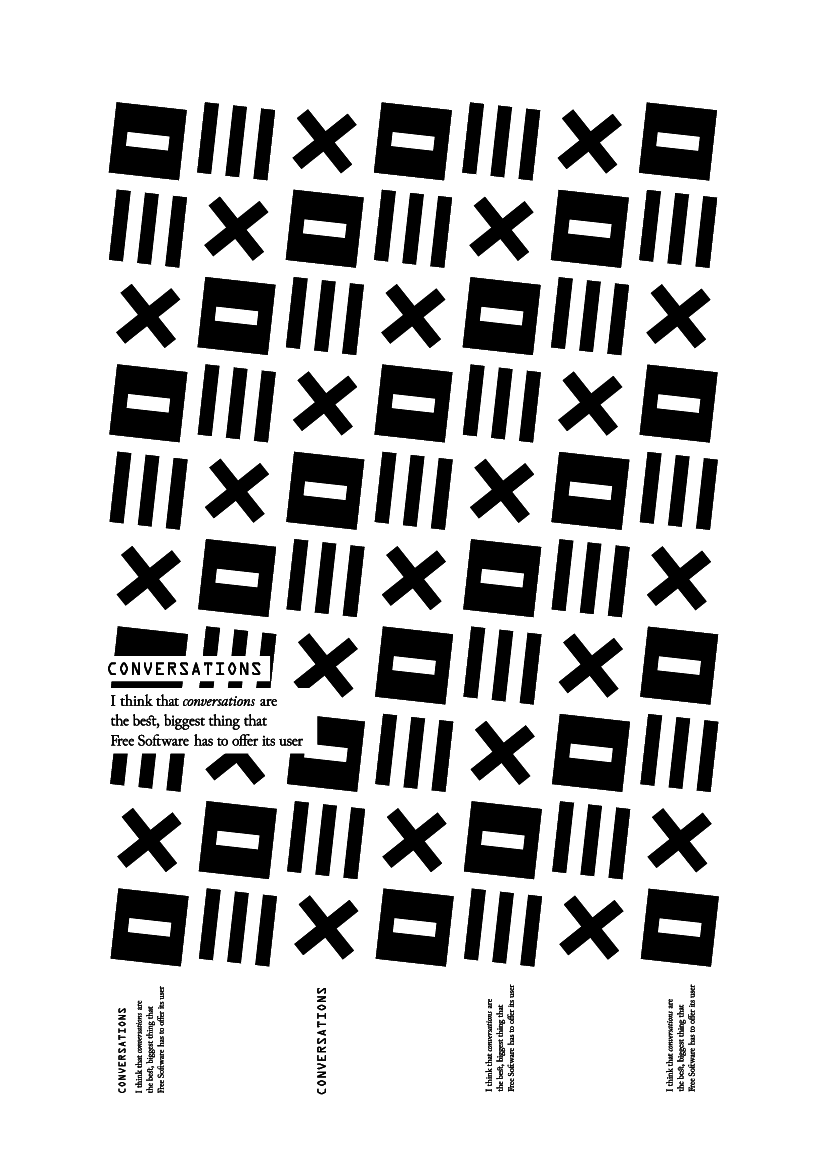 CONVERSATIONS
I think that conversations are
the best, biggest thing that
Free Software has to offer its user
CONVERSATIONS
I think that conversations are
the best, biggest thing that
Free Software has to offer its user
CONVERSATIONS
I think that conversations are
the best, biggest thing that
Free Software has to offer its user
I think that conversations are
the best, biggest thing that
Free Software has to offer its user